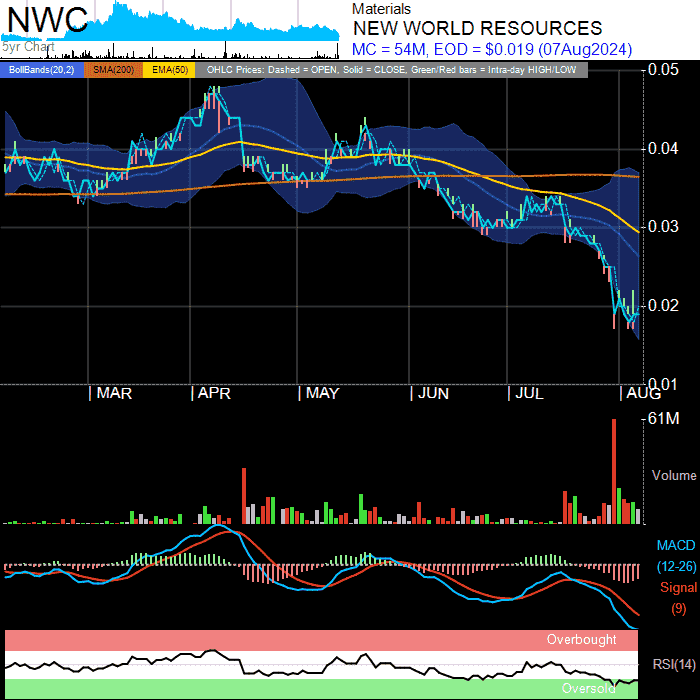 NWC
5yr Chart
Materials
NEW WORLD RESOURCES
MC = 54M, EOD = $0.019 (07Aug2024)
BollBands(20,2) SMA(200) EMA(50) OHLC Prices: Dashed = OPEN, Solid = CLOSE, Green/Red bars = Intra-day HIGH/LOW
0.05
0.04
0.03
0.02
0.01
MAR APR MAY JUN JUL AUG
61M
Volume
MACD
(12-26)
Signal
(9)
Overbought
RSI(14)
Oversold